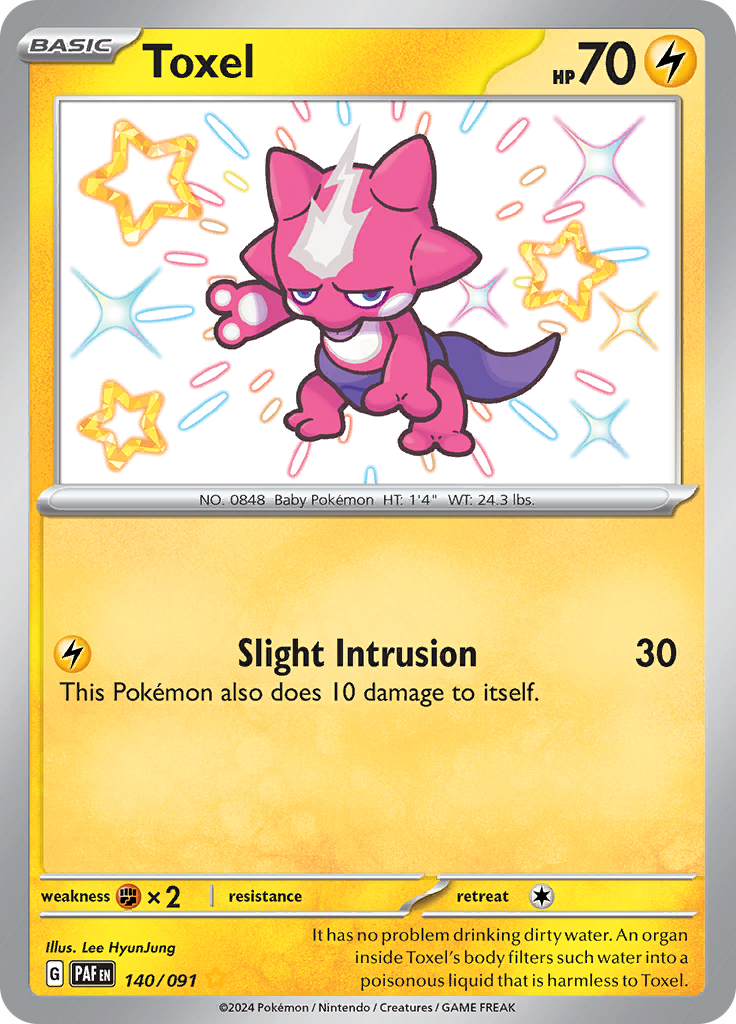 BASIC Toxel HP 70
NO. 0848 Baby Pokémon HT: 1'4" WT: 24.3 lbs.
Slight Intrusion 30
This Pokémon also does 10 damage to itself.
weakness ×2 resistance retreat
Illus. Lee HyunJung
It has no problem drinking dirty water. An organ
inside Toxel's body filters such water into a
poisonous liquid that is harmless to Toxel.
G PAF EN 140/091
©2024 Pokémon / Nintendo / Creatures / GAME FREAK